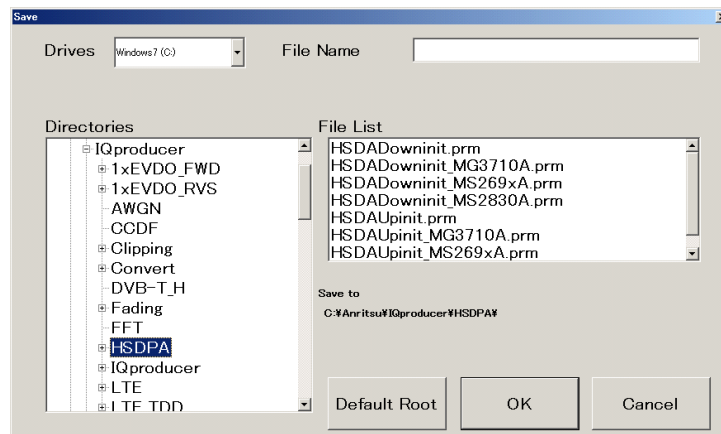 Save
Drives
Windows7 (C:)
File Name
Directories
IQproducer
1xEVDO_FWD
1xEVDO_RVS
AWGN
CCDF
Clipping
Convert
DVB-T_H
Fading
FFT
HSDPA
IQproducer
LTE
LTE_TDD
File List
HSDADowninit.prm
HSDADowninit_MG3710A.prm
HSDADowninit_MS269xA.prm
HSDADowninit_MS2830A.prm
HSDAUpinit.prm
HSDAUpinit_MG3710A.prm
HSDAUpinit_MS269xA.prm
Save to
C:¥Anritsu¥IQproducer¥HSDPA¥
Default Root
OK
Cancel